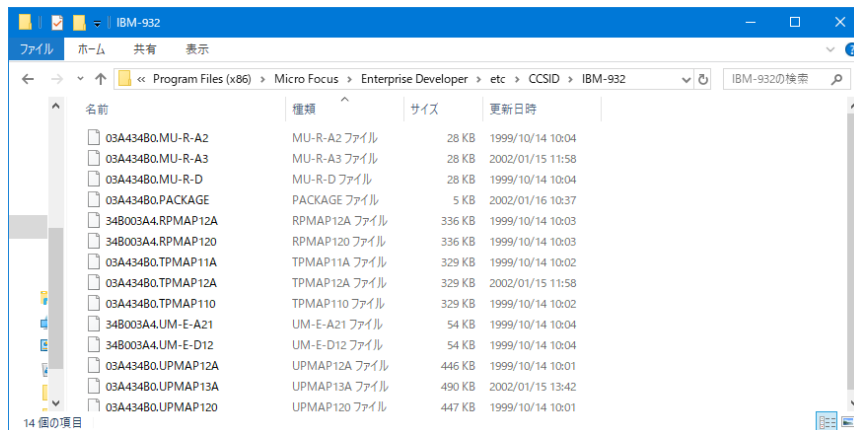 IBM-932
ファイル ホーム 共有 表示
« Program Files (x86) › Micro Focus › Enterprise Developer › etc › CCSID › IBM-932 IBM-932の検索
名前 種類 サイズ 更新日時
03A434B0.MU-R-A2 MU-R-A2 ファイル 28 KB 1999/10/14 10:04
03A434B0.MU-R-A3 MU-R-A3 ファイル 28 KB 2002/01/15 11:58
03A434B0.MU-R-D MU-R-D ファイル 28 KB 1999/10/14 10:04
03A434B0.PACKAGE PACKAGE ファイル 5 KB 2002/01/16 10:37
34B003A4.RPMAP12A RPMAP12A ファイル 336 KB 1999/10/14 10:03
34B003A4.RPMAP120 RPMAP120 ファイル 336 KB 1999/10/14 10:03
03A434B0.TPMAP11A TPMAP11A ファイル 329 KB 1999/10/14 10:02
03A434B0.TPMAP12A TPMAP12A ファイル 329 KB 2002/01/15 11:58
03A434B0.TPMAP110 TPMAP110 ファイル 329 KB 1999/10/14 10:02
34B003A4.UM-E-A21 UM-E-A21 ファイル 54 KB 1999/10/14 10:04
34B003A4.UM-E-D12 UM-E-D12 ファイル 54 KB 1999/10/14 10:04
03A434B0.UPMAP12A UPMAP12A ファイル 446 KB 1999/10/14 10:01
03A434B0.UPMAP13A UPMAP13A ファイル 490 KB 2002/01/15 13:42
03A434B0.UPMAP120 UPMAP120 ファイル 447 KB 1999/10/14 10:01
14 個の項目